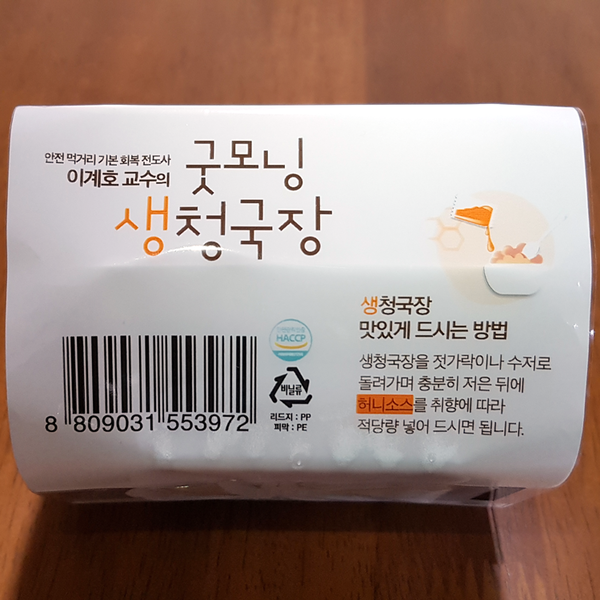 안전 먹거리 기본 회복 전도사
이계호 교수의
굿모닝
생청국장
생청국장
맛있게 드시는 방법
생청국장을 젓가락이나 수저로
돌려가며 충분히 저은 뒤에
허니소스를 취향에 따라
적당량 넣어 드시면 됩니다.
HACCP
비닐류
리드지 : PP
피막 : PE
8 809031 553972